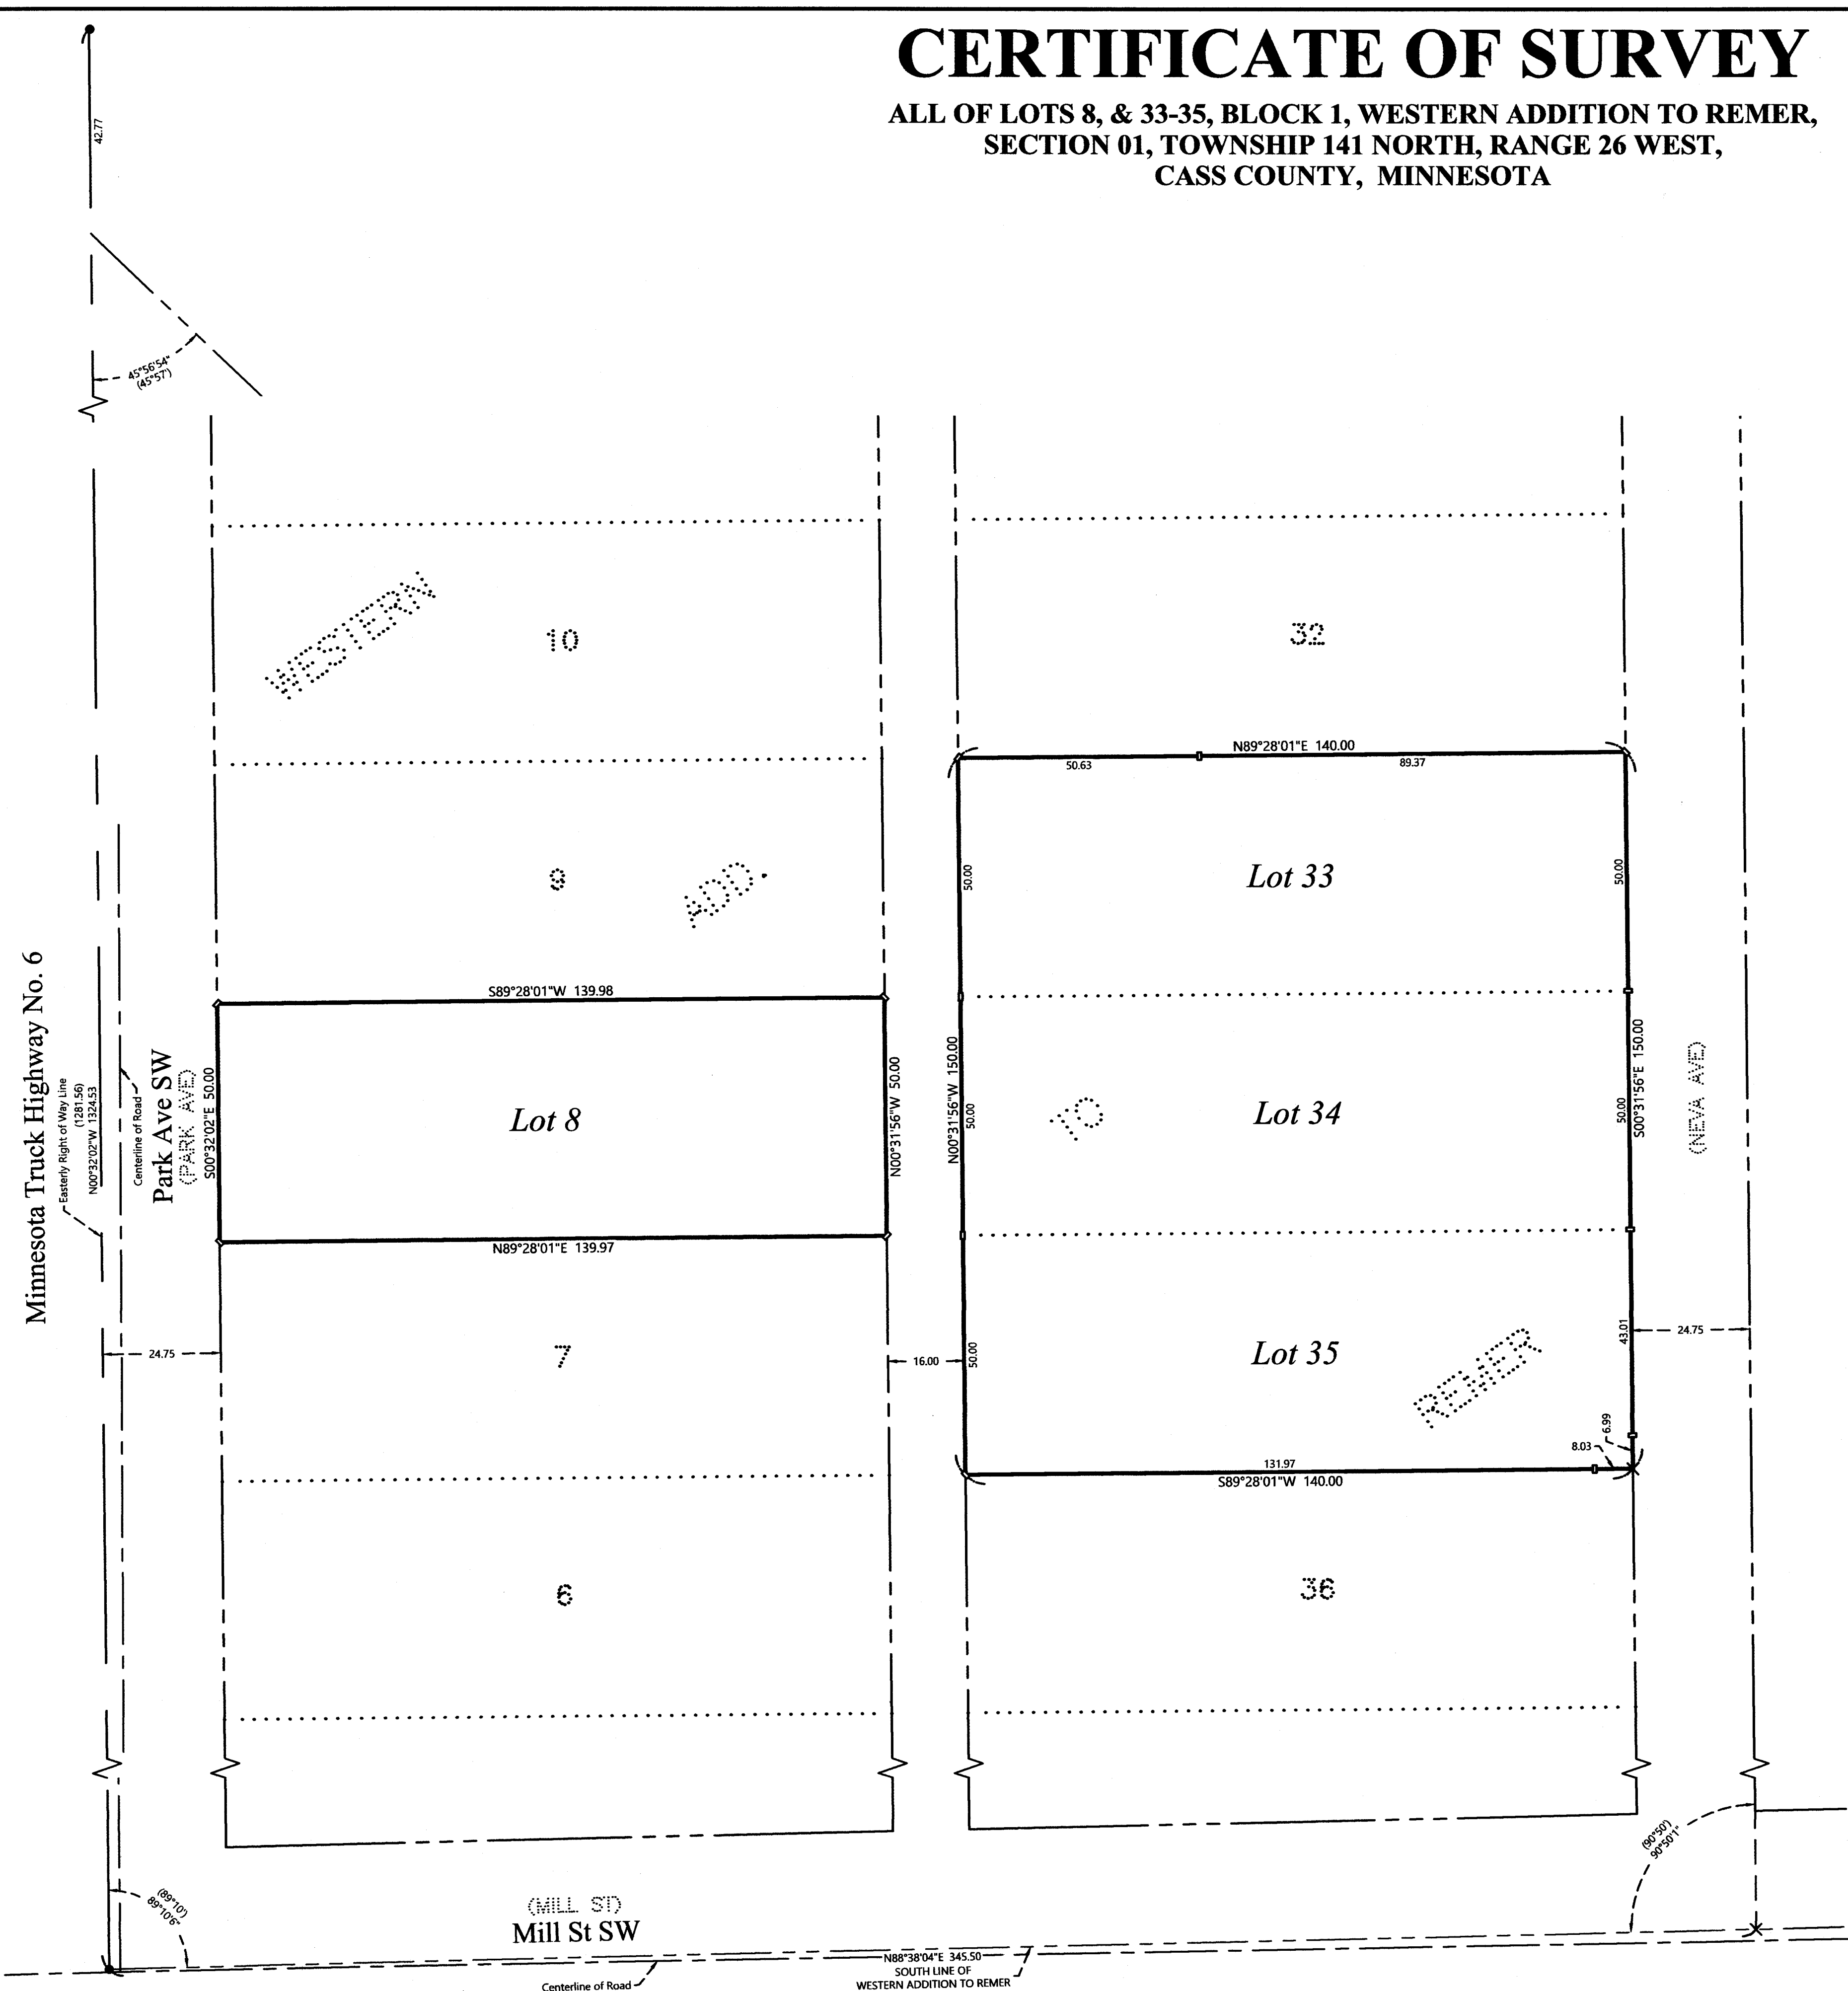 CERTIFICATE OF SURVEY
ALL OF LOTS 8, & 33-35, BLOCK 1, WESTERN ADDITION TO REMER,
SECTION 01, TOWNSHIP 141 NORTH, RANGE 26 WEST,
CASS COUNTY, MINNESOTA
42.77
45°56'54"
(45°57')
WESTERN
10
32
N89°28'01"E 140.00
50.63
89.37
9
ADD.
50.00
Lot 33
50.00
S89°28'01"W 139.98
Minnesota Truck Highway No. 6
Easterly Right of Way Line
(1281.56)
N00°32'02"W 1324.53
Centerline of Road
Park Ave SW
(PARK AVE)
S00°32'02"E 50.00
Lot 8
N00°31'56"W 50.00
N00°31'56"W 150.00
50.00
TO
Lot 34
50.00
S00°31'56"E 150.00
(NEVA AVE)
N89°28'01"E 139.97
24.75
7
16.00
50.00
Lot 35
REMER
43.01
24.75
6.99
8.03
131.97
S89°28'01"W 140.00
6
36
(89°10')
89°10'6"
(90°50')
90°50'1"
(MILL ST)
Mill St SW
N88°38'04"E 345.50
SOUTH LINE OF
WESTERN ADDITION TO REMER
Centerline of Road